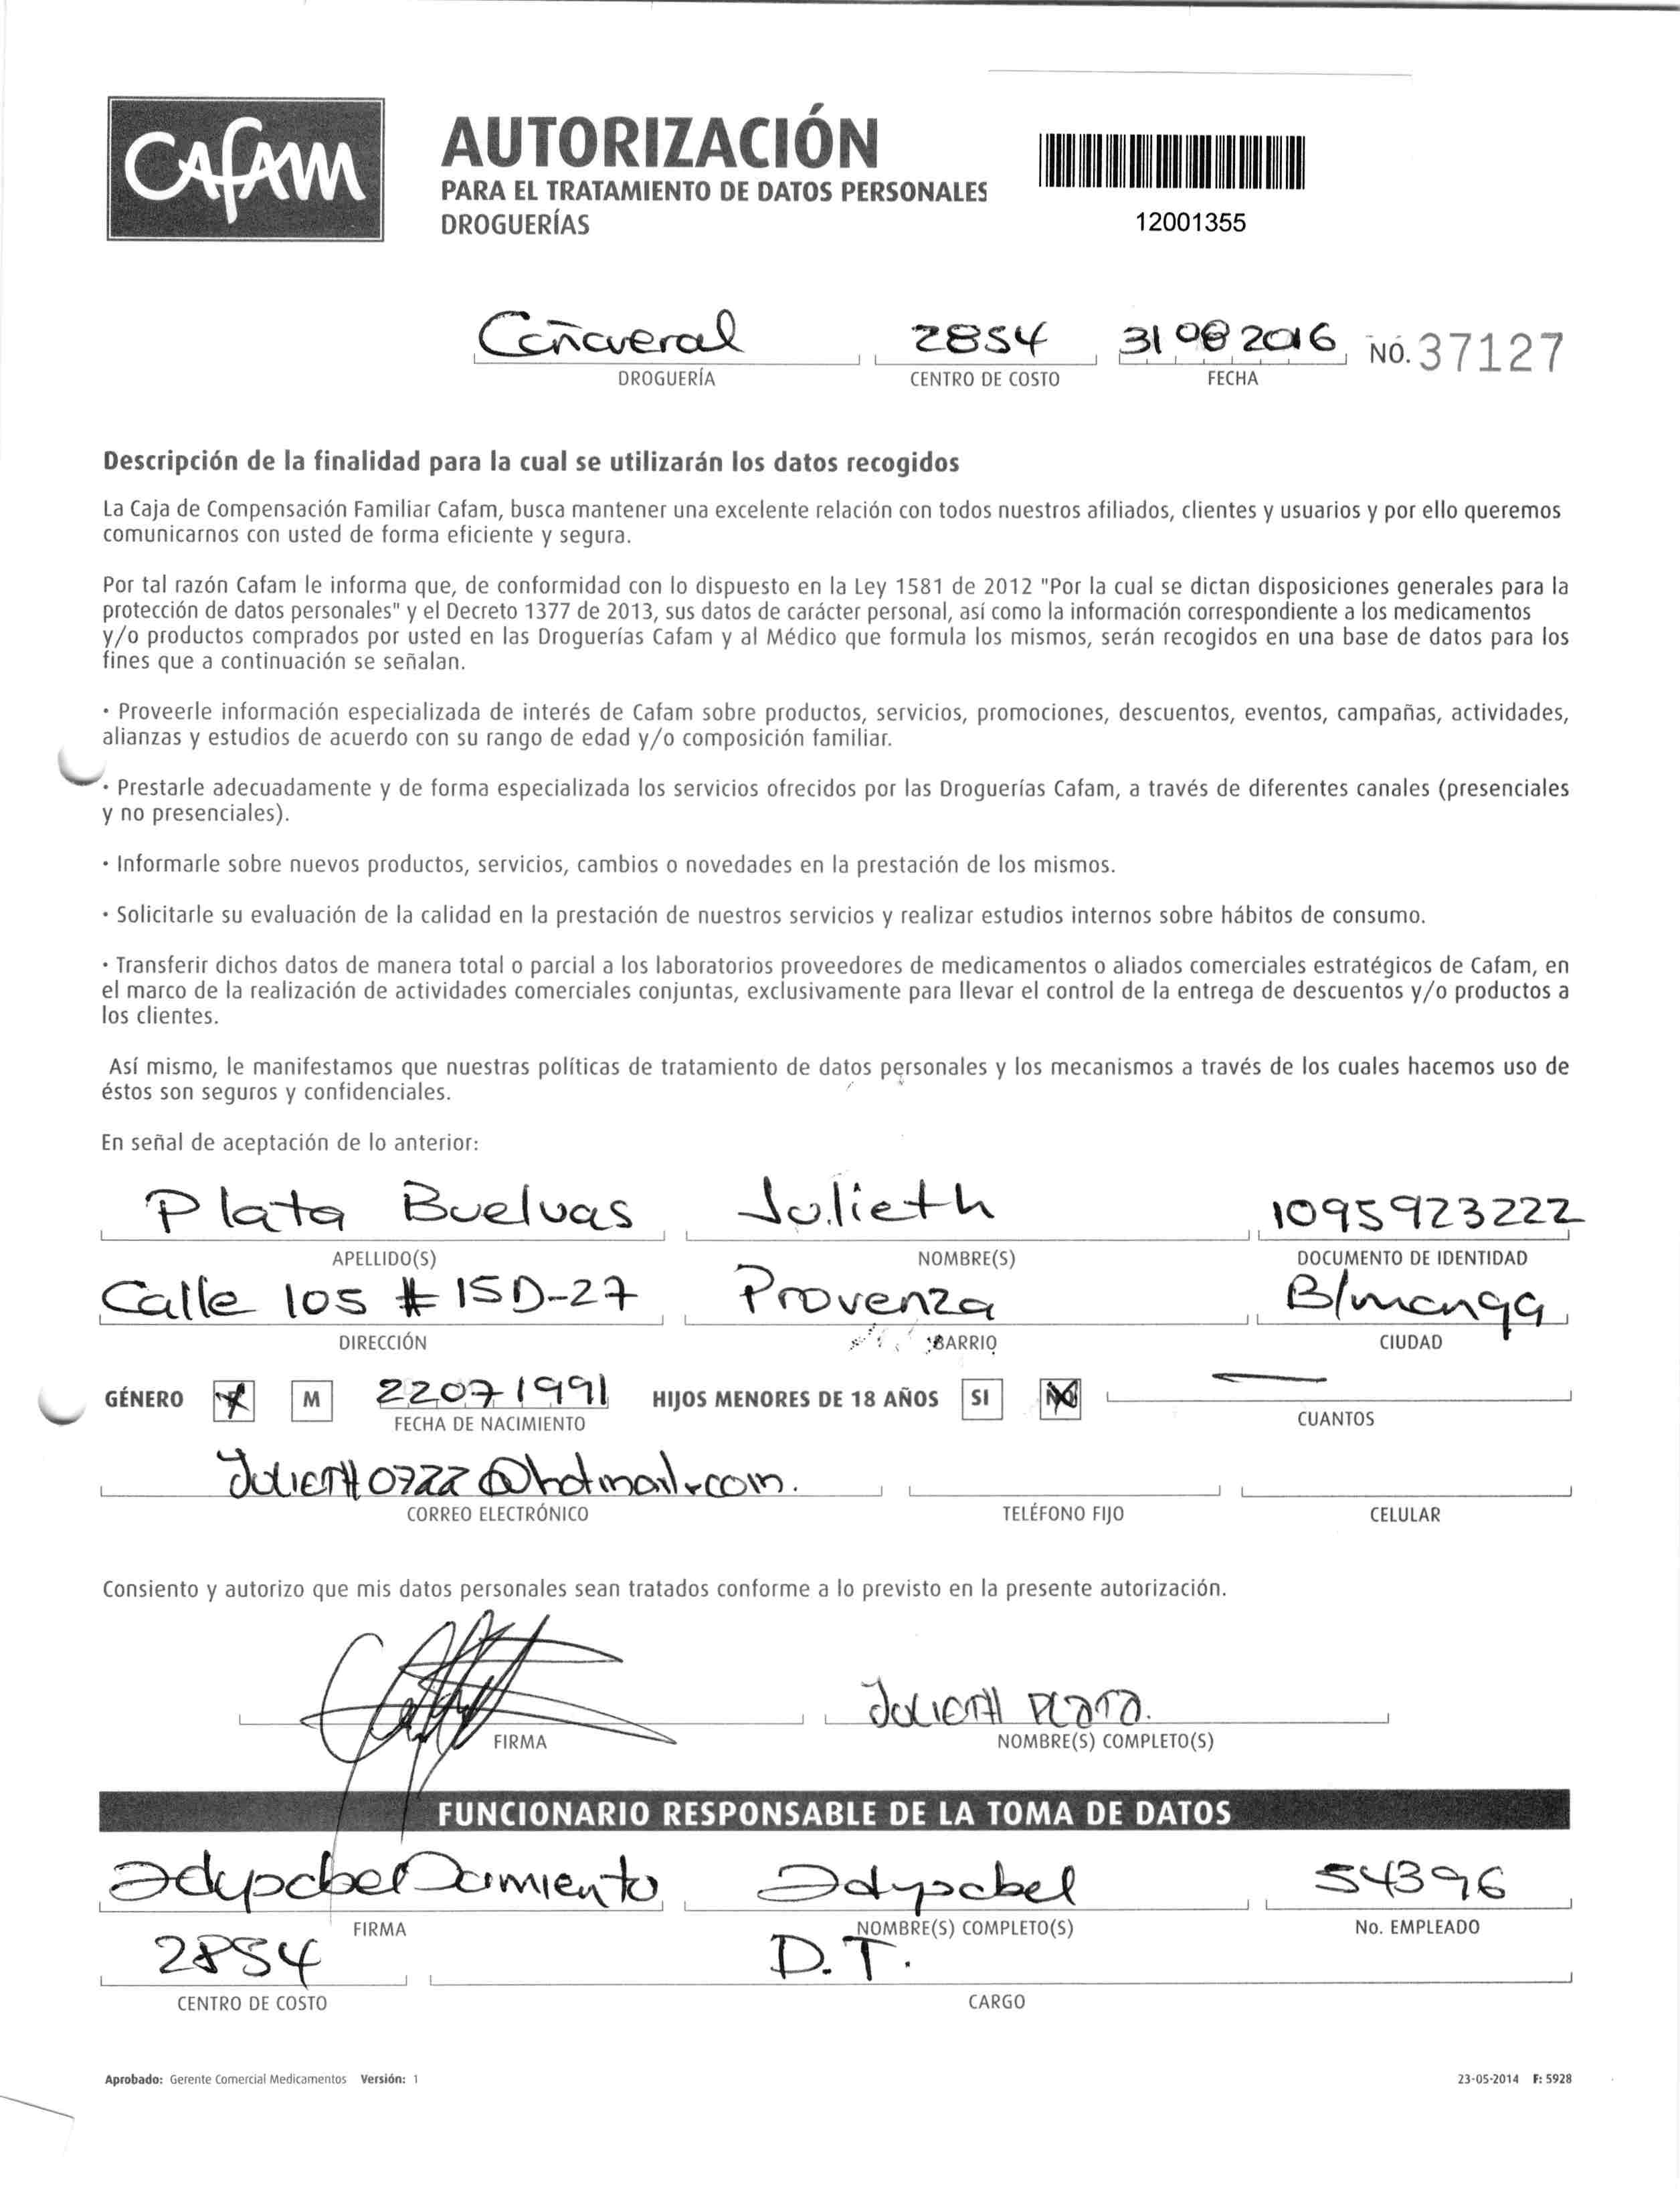 CAFAM
AUTORIZACIÓN
PARA EL TRATAMIENTO DE DATOS PERSONALES
DROGUERÍAS
12001355
Cañaveral 2854 31 08 2016 NO. 37127
DROGUERÍA CENTRO DE COSTO FECHA
Descripción de la finalidad para la cual se utilizarán los datos recogidos
La Caja de Compensación Familiar Cafam, busca mantener una excelente relación con todos nuestros afiliados, clientes y usuarios y por ello queremos
comunicarnos con usted de forma eficiente y segura.
Por tal razón Cafam le informa que, de conformidad con lo dispuesto en la Ley 1581 de 2012 "Por la cual se dictan disposiciones generales para la
protección de datos personales" y el Decreto 1377 de 2013, sus datos de carácter personal, así como la información correspondiente a los medicamentos
y/o productos comprados por usted en las Droguerías Cafam y al Médico que formula los mismos, serán recogidos en una base de datos para los
fines que a continuación se señalan.
· Proveerle información especializada de interés de Cafam sobre productos, servicios, promociones, descuentos, eventos, campañas, actividades,
alianzas y estudios de acuerdo con su rango de edad y/o composición familiar.
· Prestarle adecuadamente y de forma especializada los servicios ofrecidos por las Droguerías Cafam, a través de diferentes canales (presenciales
y no presenciales).
· Informarle sobre nuevos productos, servicios, cambios o novedades en la prestación de los mismos.
· Solicitarle su evaluación de la calidad en la prestación de nuestros servicios y realizar estudios internos sobre hábitos de consumo.
· Transferir dichos datos de manera total o parcial a los laboratorios proveedores de medicamentos o aliados comerciales estratégicos de Cafam, en
el marco de la realización de actividades comerciales conjuntas, exclusivamente para llevar el control de la entrega de descuentos y/o productos a
los clientes.
Así mismo, le manifestamos que nuestras políticas de tratamiento de datos personales y los mecanismos a través de los cuales hacemos uso de
éstos son seguros y confidenciales.
En señal de aceptación de lo anterior:
Plata Buelvas Julieth 1095923222
APELLIDO(S) NOMBRE(S) DOCUMENTO DE IDENTIDAD
Calle 105 # 15D-27 Provenza B/manga
DIRECCIÓN BARRIO CIUDAD
GÉNERO M 22071991 HIJOS MENORES DE 18 AÑOS SI NO
FECHA DE NACIMIENTO CUANTOS
Julieth0722@hotmail.com.
CORREO ELECTRÓNICO TELÉFONO FIJO CELULAR
Consiento y autorizo que mis datos personales sean tratados conforme a lo previsto en la presente autorización.
Julieth Plata.
FIRMA NOMBRE(S) COMPLETO(S)
FUNCIONARIO RESPONSABLE DE LA TOMA DE DATOS
54396
FIRMA NOMBRE(S) COMPLETO(S) No. EMPLEADO
2854 D.T.
CENTRO DE COSTO CARGO
Aprobado: Gerente Comercial Medicamentos Versión: 1 23-05-2014 F: 5928